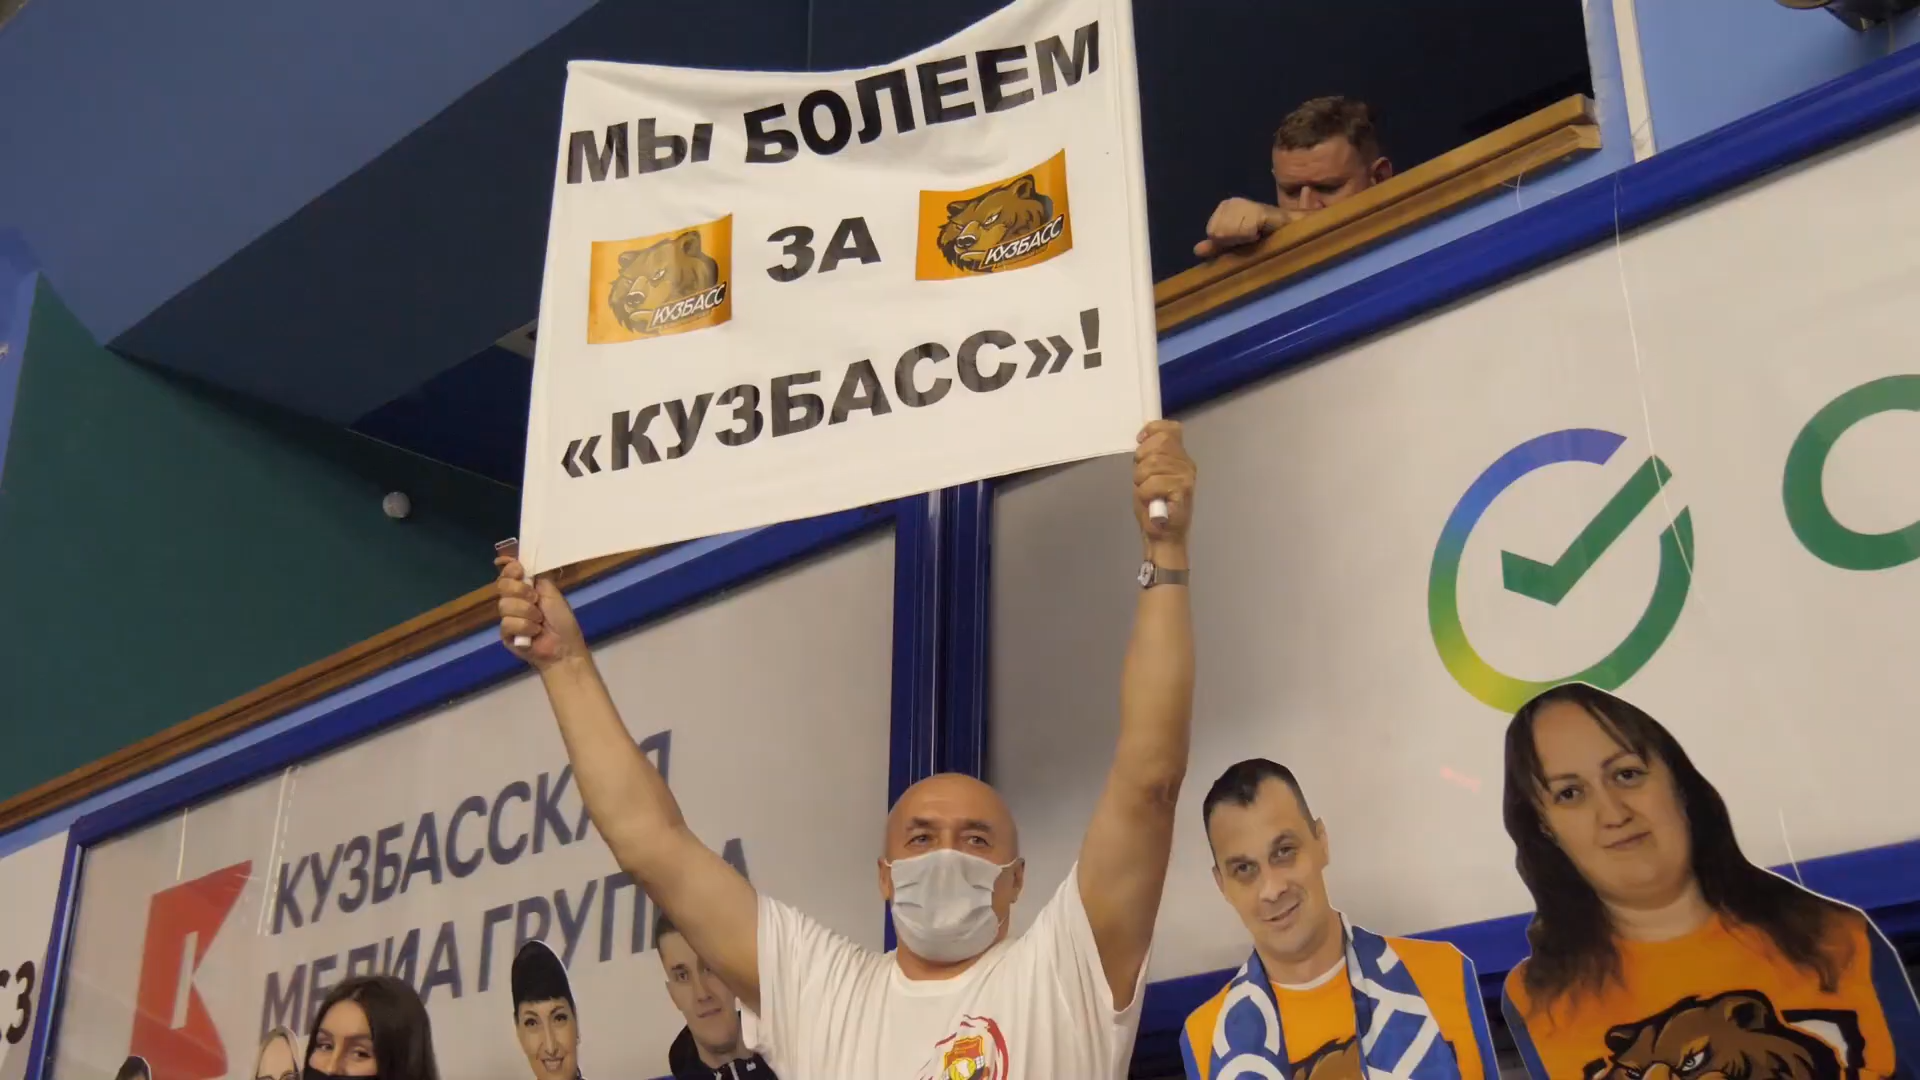 МЫ БОЛЕЕМ
КУЗБАСС
ЗА
КУЗБАСС
«КУЗБАСС»!
КУЗБАССКАЯ
МЕДИА ГРУППА